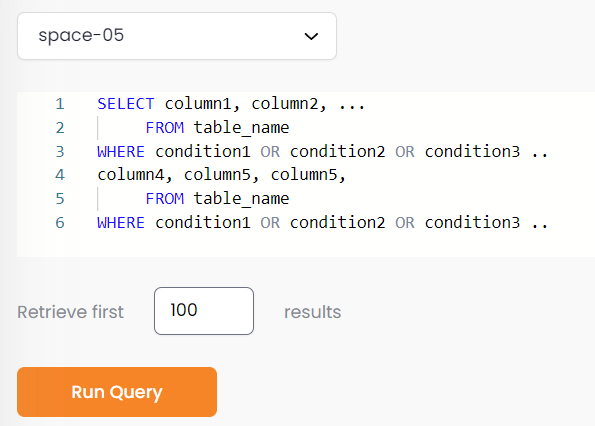 space-05
1 SELECT column1, column2, ...
2 FROM table_name
3 WHERE condition1 OR condition2 OR condition3 ..
4 column4, column5, column5,
5 FROM table_name
6 WHERE condition1 OR condition2 OR condition3 ..
Retrieve first 100 results
Run Query